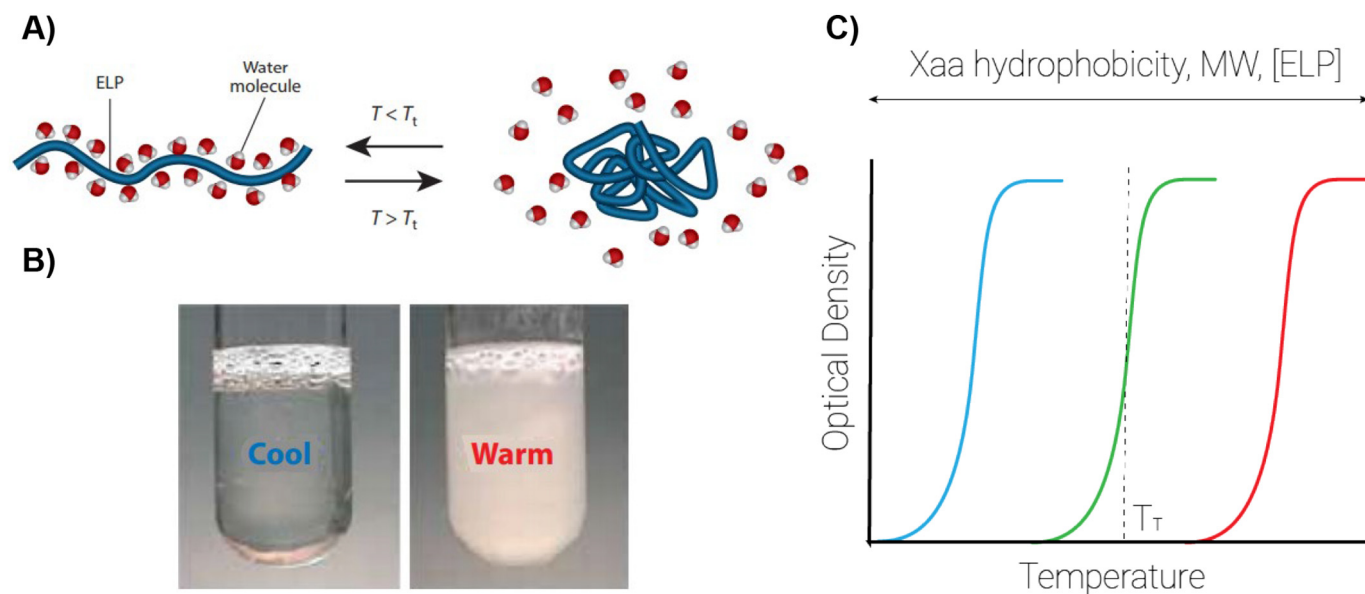 A)
ELP
Water
molecule
T < Tt
T > Tt
B)
Cool
Warm
C)
Xaa hydrophobicity, MW, [ELP]
Optical Density
TT
Temperature